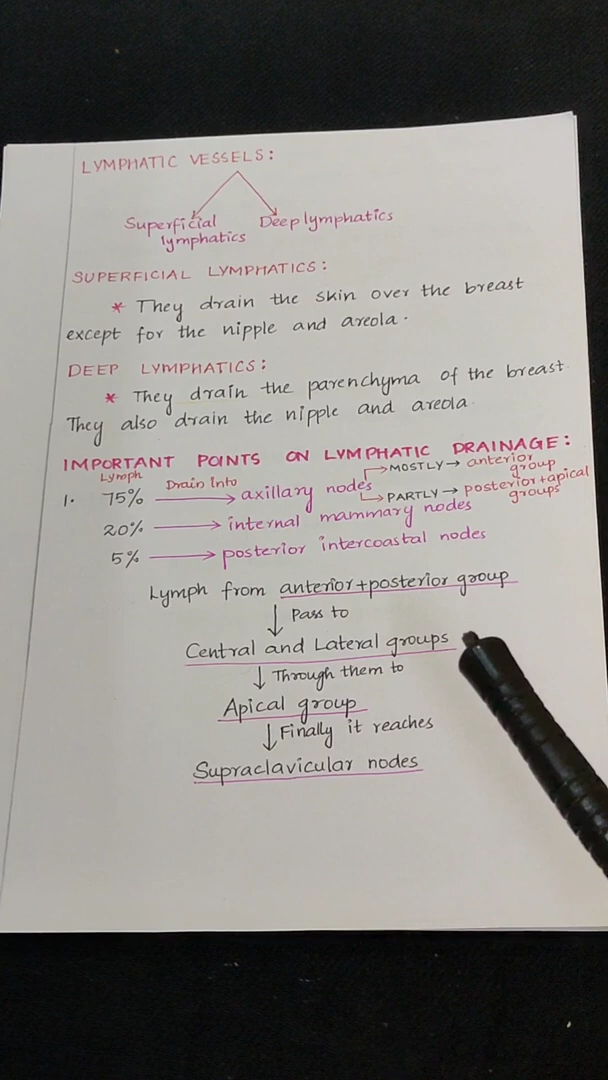 LYMPHATIC VESSELS:
Superficial lymphatics
Deep lymphatics
SUPERFICIAL LYMPHATICS:
* They drain the skin over the breast
except for the nipple and areola.
DEEP LYMPHATICS:
* They drain the parenchyma of the breast.
They also drain the nipple and areola.
IMPORTANT POINTS ON LYMPHATIC DRAINAGE:
Lymph Drain Into
1. 75% → axillary nodes
→ MOSTLY → anterior group
→ PARTLY → posterior+apical groups
20% → internal mammary nodes
5% → posterior intercoastal nodes
Lymph from anterior+posterior group
↓ Pass to
Central and Lateral groups
↓ Through them to
Apical group
↓ Finally it reaches
Supraclavicular nodes